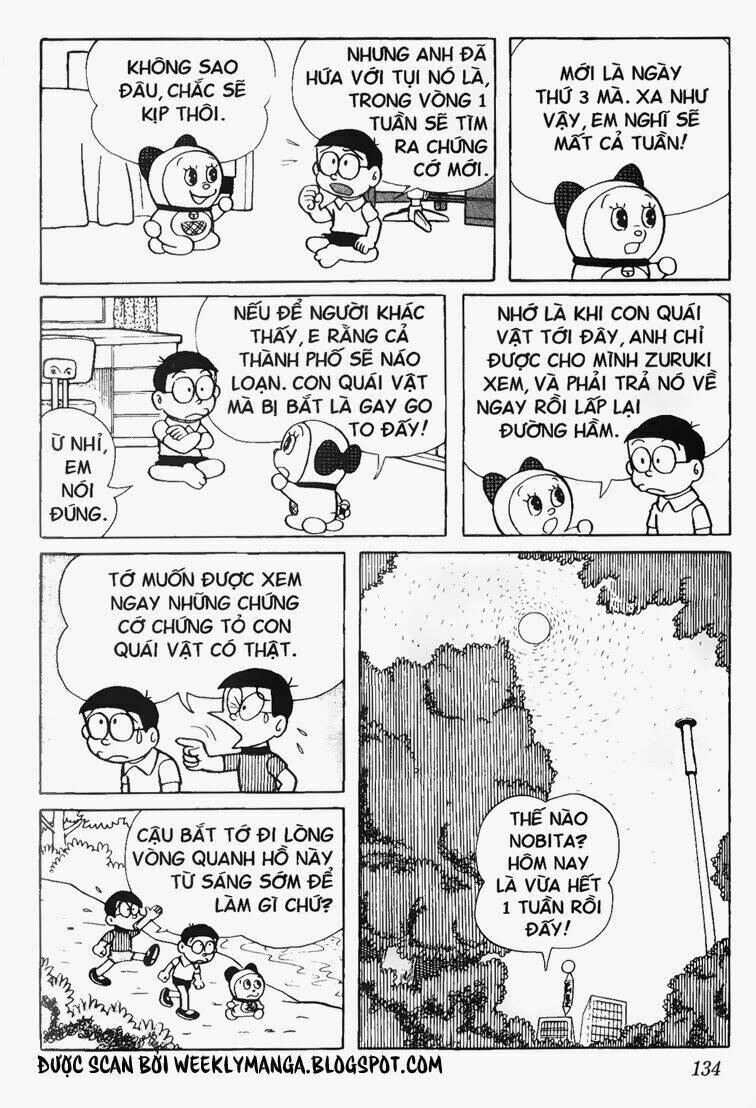 KHÔNG SAO
ĐÂU, CHẮC SẼ
KỊP THÔI.
NHƯNG ANH ĐÃ
HỨA VỚI TỤI NÓ LÀ,
TRONG VÒNG 1
TUẦN SẼ TÌM
RA CHỨNG
CỚ MỚI.
MỚI LÀ NGÀY
THỨ 3 MÀ. XA NHƯ
VẬY, EM NGHĨ SẼ
MẤT CẢ TUẦN!
NẾU ĐỂ NGƯỜI KHÁC
THẤY, E RẰNG CẢ
THÀNH PHỐ SẼ NÁO
LOẠN. CON QUÁI VẬT
MÀ BỊ BẮT LÀ GAY GO
TO ĐẤY!
Ừ NHỈ,
EM
NÓI
ĐÚNG.
NHỚ LÀ KHI CON QUÁI
VẬT TỚI ĐÂY, ANH CHỈ
ĐƯỢC CHO MÌNH ZURUKI
XEM, VÀ PHẢI TRẢ NÓ VỀ
NGAY RỒI LẤP LẠI
ĐƯỜNG HẦM.
TỚ MUỐN ĐƯỢC XEM
NGAY NHỮNG CHỨNG
CỚ CHỨNG TỎ CON
QUÁI VẬT CÓ THẬT.
THẾ NÀO
NOBITA?
HÔM NAY
LÀ VỪA HẾT
1 TUẦN RỒI
ĐẤY!
CẬU BẮT TỚ ĐI LÒNG
VÒNG QUANH HỒ NÀY
TỪ SÁNG SỚM ĐỂ
LÀM GÌ CHỨ?
ĐƯỢC SCAN BỞI WEEKLYMANGA.BLOGSPOT.COM
134